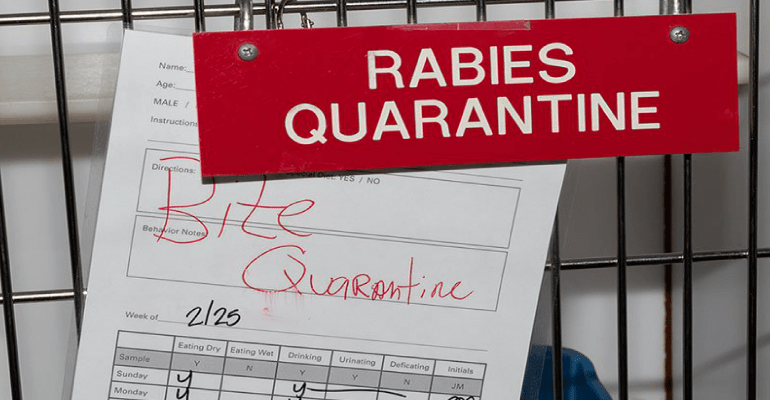 RABIES
QUARANTINE
Name:
Age:
MALE /
Instructions
Directions: YES / NO
Bite
Behavior Notes
Quarantine
Week of 2/25
Eating Dry Eating Wet Drinking Urinating Deficating Initials
Sample Y N Y Y N JM
Sunday y y
Monday y